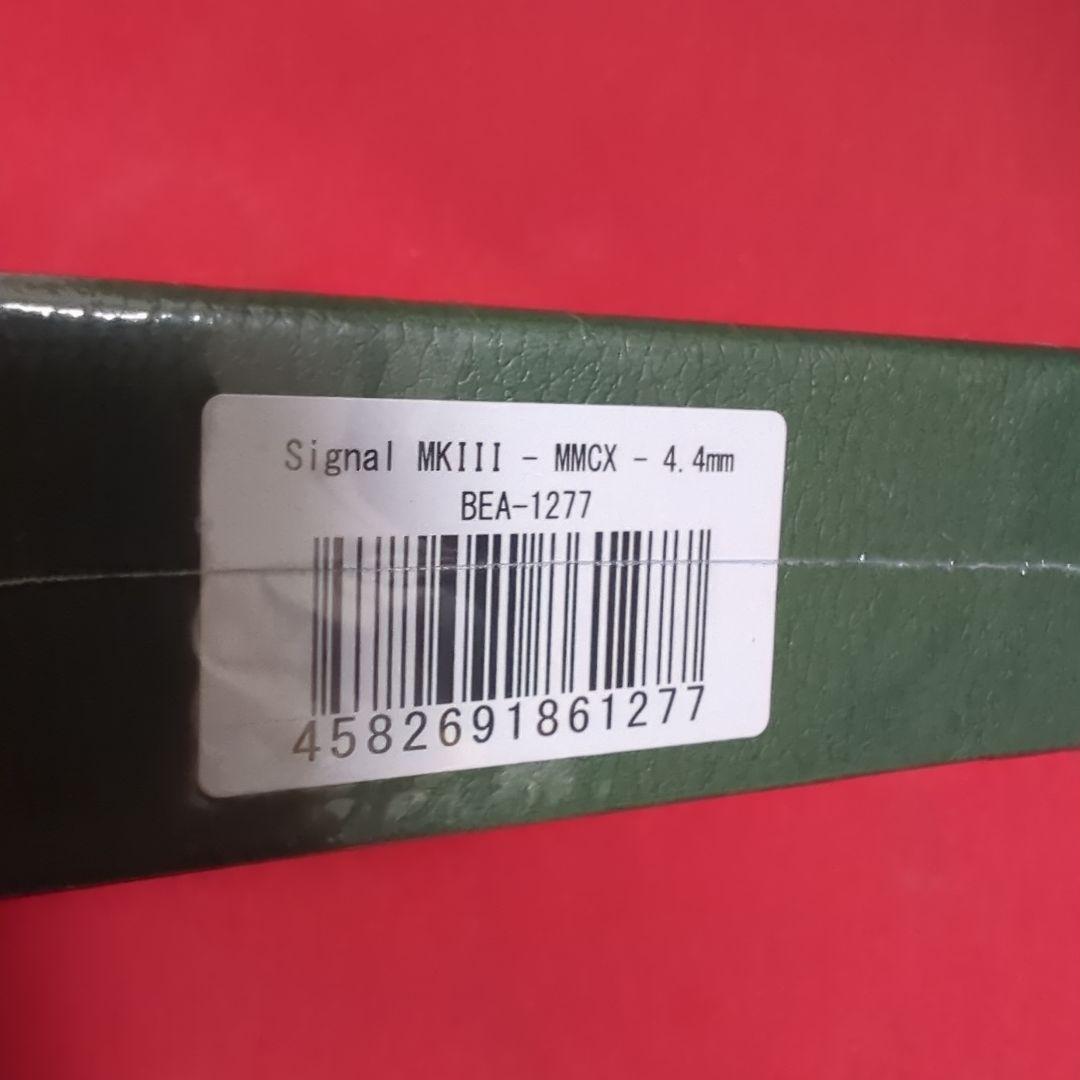 Signal MKIII - MMCX - 4.4mm
BEA-1277
4582691861277